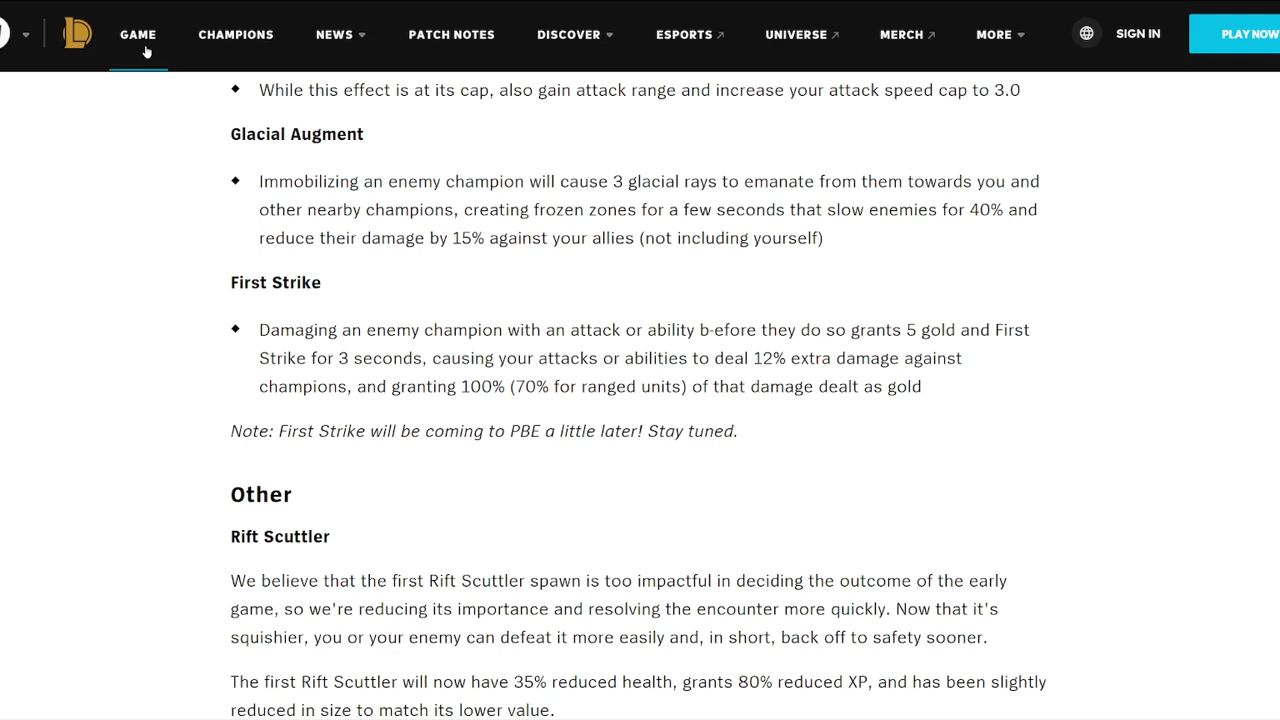 GAME CHAMPIONS NEWS PATCH NOTES DISCOVER ESPORTS UNIVERSE MERCH MORE SIGN IN PLAY NOW
While this effect is at its cap, also gain attack range and increase your attack speed cap to 3.0
Glacial Augment
Immobilizing an enemy champion will cause 3 glacial rays to emanate from them towards you and
other nearby champions, creating frozen zones for a few seconds that slow enemies for 40% and
reduce their damage by 15% against your allies (not including yourself)
First Strike
Damaging an enemy champion with an attack or ability b-efore they do so grants 5 gold and First
Strike for 3 seconds, causing your attacks or abilities to deal 12% extra damage against
champions, and granting 100% (70% for ranged units) of that damage dealt as gold
Note: First Strike will be coming to PBE a little later! Stay tuned.
Other
Rift Scuttler
We believe that the first Rift Scuttler spawn is too impactful in deciding the outcome of the early
game, so we're reducing its importance and resolving the encounter more quickly. Now that it's
squishier, you or your enemy can defeat it more easily and, in short, back off to safety sooner.
The first Rift Scuttler will now have 35% reduced health, grants 80% reduced XP, and has been slightly
reduced in size to match its lower value.